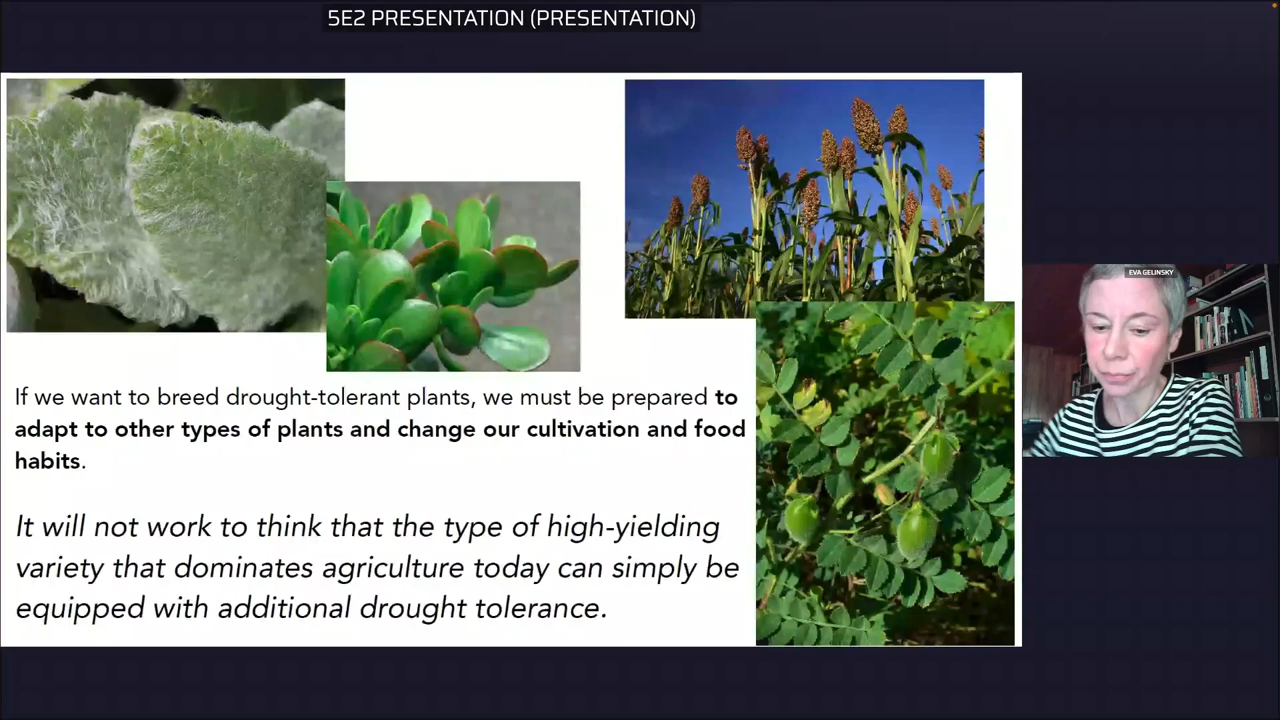 5E2 PRESENTATION (PRESENTATION)
EVA GELINSKY
If we want to breed drought-tolerant plants, we must be prepared to
adapt to other types of plants and change our cultivation and food
habits.
It will not work to think that the type of high-yielding
variety that dominates agriculture today can simply be
equipped with additional drought tolerance.